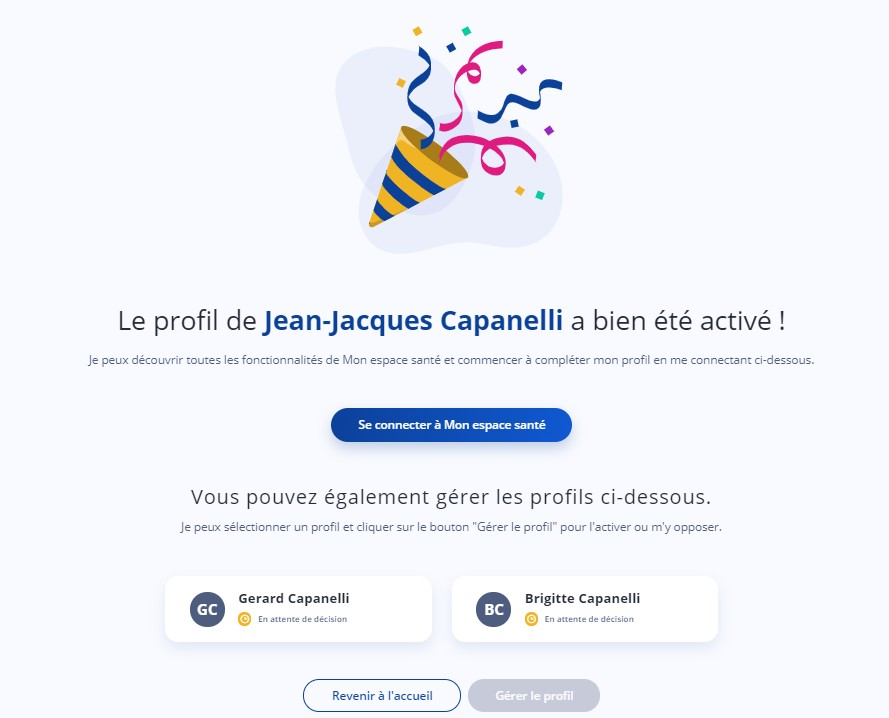 Le profil de Jean-Jacques Capanelli a bien été activé !
Je peux découvrir toutes les fonctionnalités de Mon espace santé et commencer à compléter mon profil en me connectant ci-dessous.
Se connecter à Mon espace santé
Vous pouvez également gérer les profils ci-dessous.
Je peux sélectionner un profil et cliquer sur le bouton "Gérer le profil" pour l'activer ou m'y opposer.
GC
Gerard Capanelli
En attente de décision
BC
Brigitte Capanelli
En attente de décision
Revenir à l'accueil
Gérer le profil